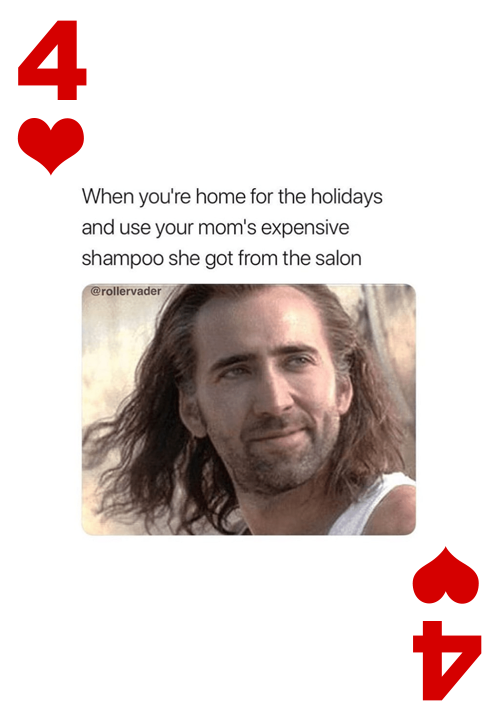 4
When you're home for the holidays
and use your mom's expensive
shampoo she got from the salon
@rollervader
4